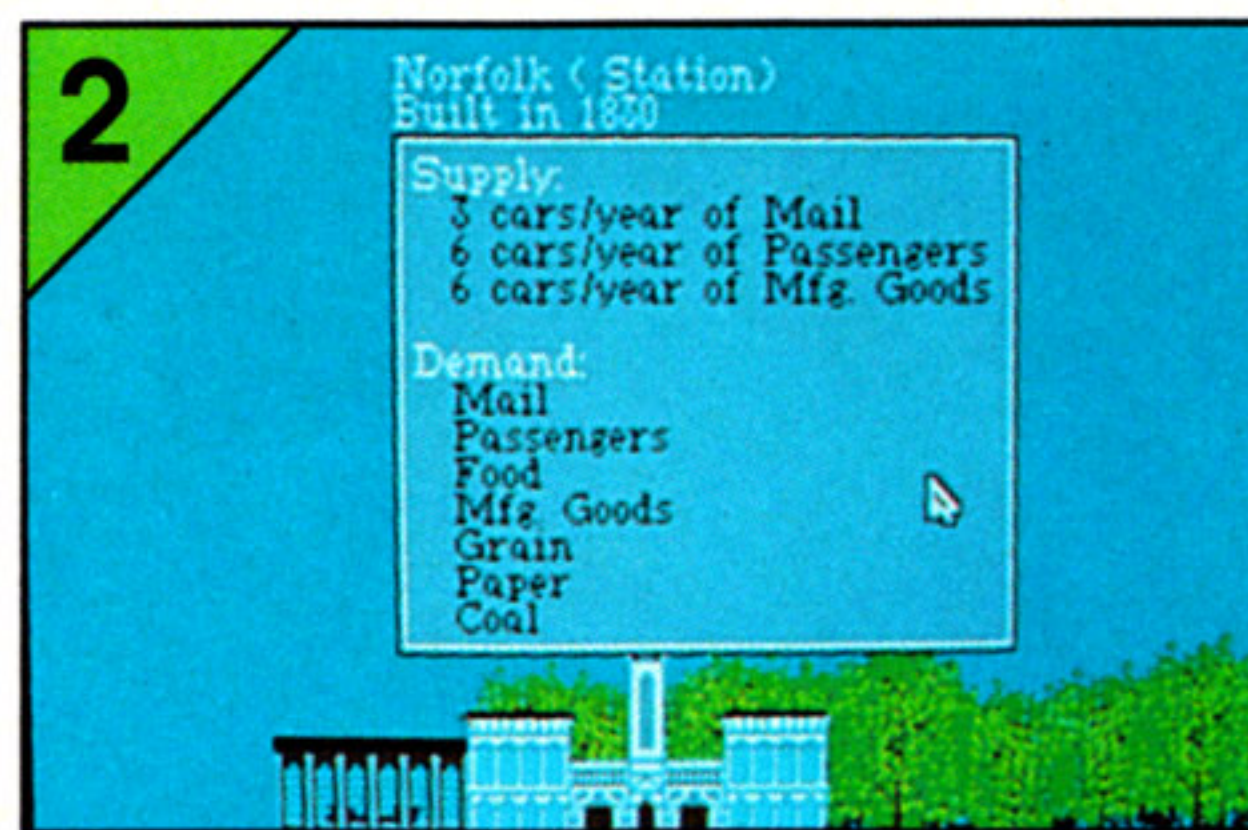 2
Norfolk ( Station)
Built in 1830
Supply:
3 cars/year of Mail
6 cars/year of Passengers
6 cars/year of Mfg. Goods
Demand:
Mail
Passengers
Food
Mfg. Goods
Grain
Paper
Coal